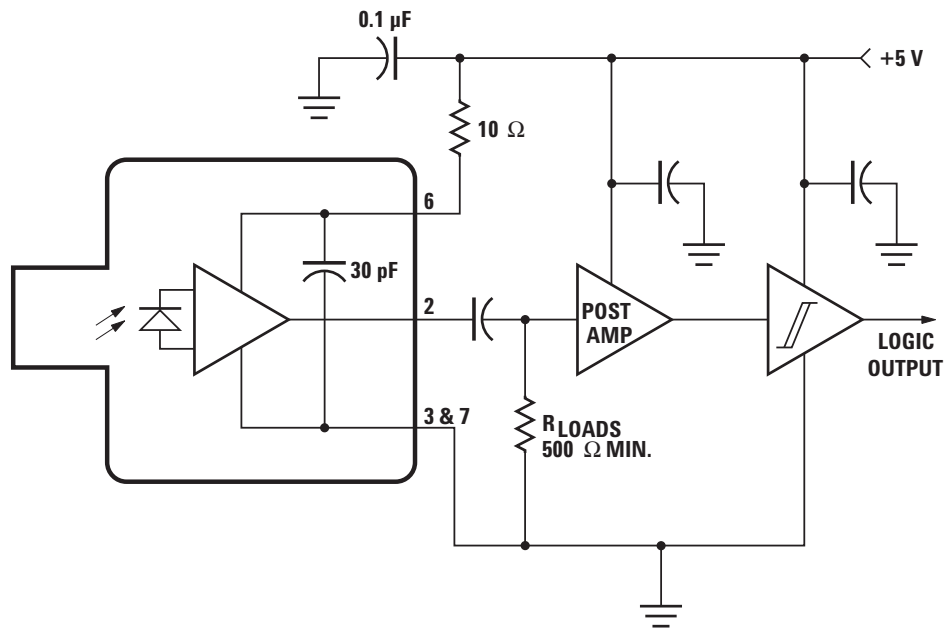 0.1 µF
+5 V
10 Ω
6
30 pF
2
POST
AMP
LOGIC
OUTPUT
3 & 7
RLOADS
500 Ω MIN.